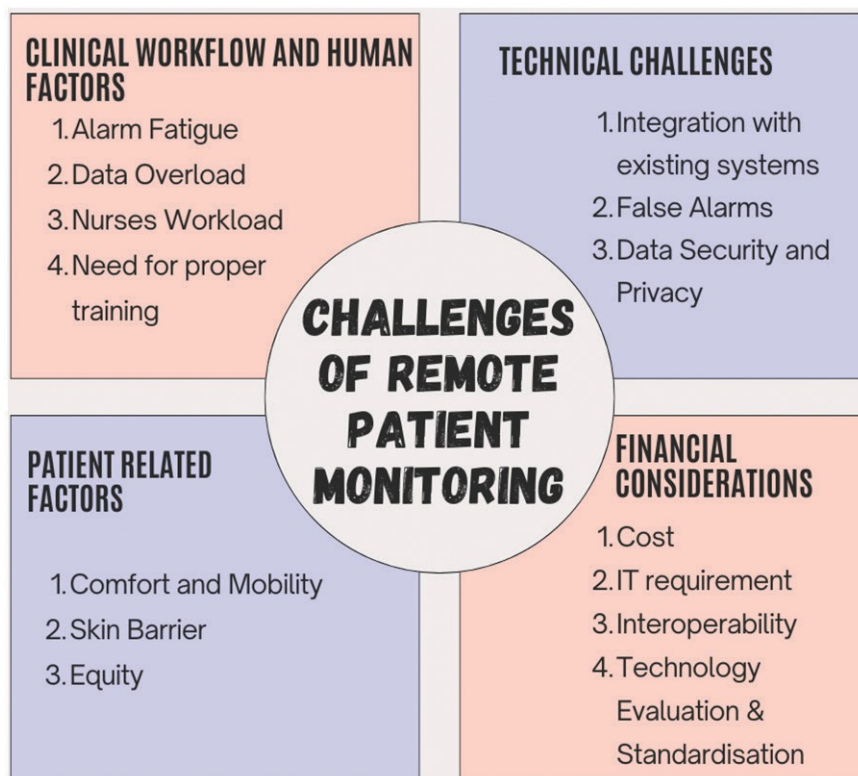 CLINICAL WORKFLOW AND HUMAN
FACTORS
1. Alarm Fatigue
2. Data Overload
3. Nurses Workload
4. Need for proper
training
TECHNICAL CHALLENGES
1. Integration with
existing systems
2. False Alarms
3. Data Security and
Privacy
CHALLENGES
OF REMOTE
PATIENT
MONITORING
PATIENT RELATED
FACTORS
1. Comfort and Mobility
2. Skin Barrier
3. Equity
FINANCIAL
CONSIDERATIONS
1. Cost
2. IT requirement
3. Interoperability
4. Technology
Evaluation &
Standardisation